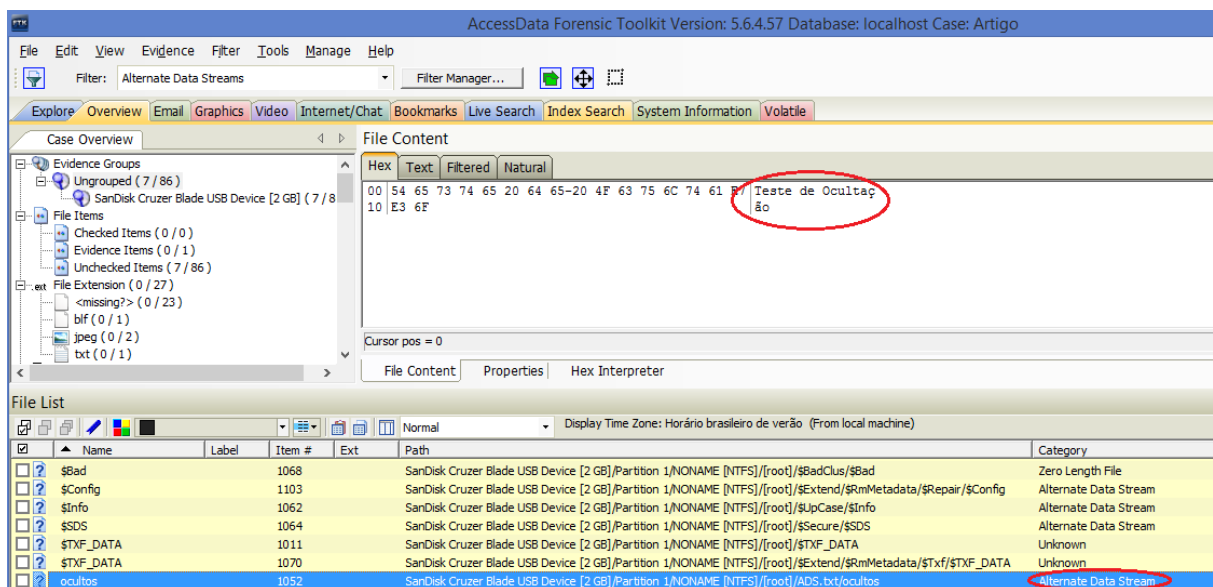 AccessData Forensic Toolkit Version: 5.6.4.57 Database: localhost Case: Artigo
File Edit View Evidence Filter Tools Manage Help
Filter: Alternate Data Streams Filter Manager...
Explore Overview Email Graphics Video Internet/Chat Bookmarks Live Search Index Search System Information Volatile
Case Overview
Evidence Groups
Ungrouped ( 7 / 86 )
SanDisk Cruzer Blade USB Device [2 GB] ( 7 / 8
File Items
Checked Items ( 0 / 0 )
Evidence Items ( 0 / 1 )
Unchecked Items ( 7 / 86 )
File Extension ( 0 / 27 )
<missing?> ( 0 / 23 )
blf ( 0 / 1 )
jpeg ( 0 / 2 )
txt ( 0 / 1 )
File Content
Hex Text Filtered Natural
00 54 65 73 74 65 20 64 65-20 4F 63 75 6C 74 61 Teste de Ocultaç
10 E3 6F ão
Cursor pos = 0
File Content Properties Hex Interpreter
File List
Normal Display Time Zone: Horário brasileiro de verão (From local machine)
Name Label Item # Ext Path Category
$Bad 1068 SanDisk Cruzer Blade USB Device [2 GB]/Partition 1/NONAME [NTFS]/[root]/$BadClus/$Bad Zero Length File
$Config 1103 SanDisk Cruzer Blade USB Device [2 GB]/Partition 1/NONAME [NTFS]/[root]/$Extend/$RmMetadata/$Repair/$Config Alternate Data Stream
$Info 1062 SanDisk Cruzer Blade USB Device [2 GB]/Partition 1/NONAME [NTFS]/[root]/$UpCase/$Info Alternate Data Stream
$SDS 1064 SanDisk Cruzer Blade USB Device [2 GB]/Partition 1/NONAME [NTFS]/[root]/$Secure/$SDS Alternate Data Stream
$TXF_DATA 1011 SanDisk Cruzer Blade USB Device [2 GB]/Partition 1/NONAME [NTFS]/[root]/$TXF_DATA Unknown
$TXF_DATA 1070 SanDisk Cruzer Blade USB Device [2 GB]/Partition 1/NONAME [NTFS]/[root]/$Extend/$RmMetadata/$Txf/$TXF_DATA Unknown
ocultos 1052 SanDisk Cruzer Blade USB Device [2 GB]/Partition 1/NONAME [NTFS]/[root]/ADS.txt/ocultos Alternate Data Stream